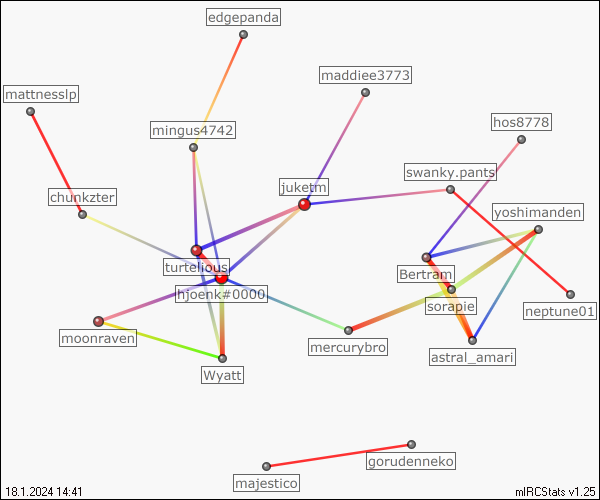 edgepanda
maddiee3773
mattnesslp
hos8778
mingus4742
swanky.pants
juketm
chunkzter
yoshimanden
turtelious
Bertram
hjoenk#0000
sorapie
neptune01
moonraven
mercurybro
astral_amari
Wyatt
gorudenneko
majestico
18.1.2024 14:41
mIRCStats v1.25